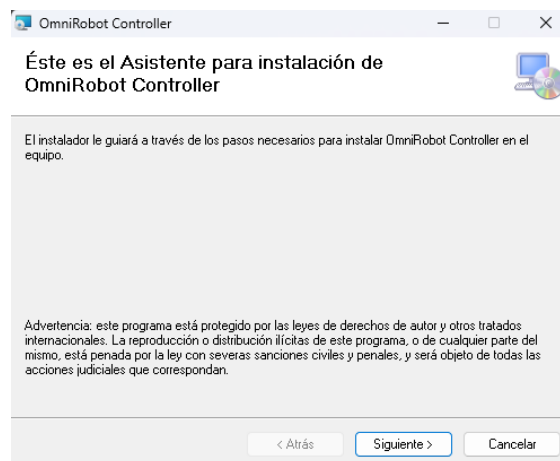 OmniRobot Controller
Éste es el Asistente para instalación de
OmniRobot Controller
El instalador le guiará a través de los pasos necesarios para instalar OmniRobot Controller en el
equipo.
Advertencia: este programa está protegido por las leyes de derechos de autor y otros tratados
internacionales. La reproducción o distribución ilícitas de este programa, o de cualquier parte del
mismo, está penada por la ley con severas sanciones civiles y penales, y será objeto de todas las
acciones judiciales que correspondan.
< Atrás
Siguiente >
Cancelar